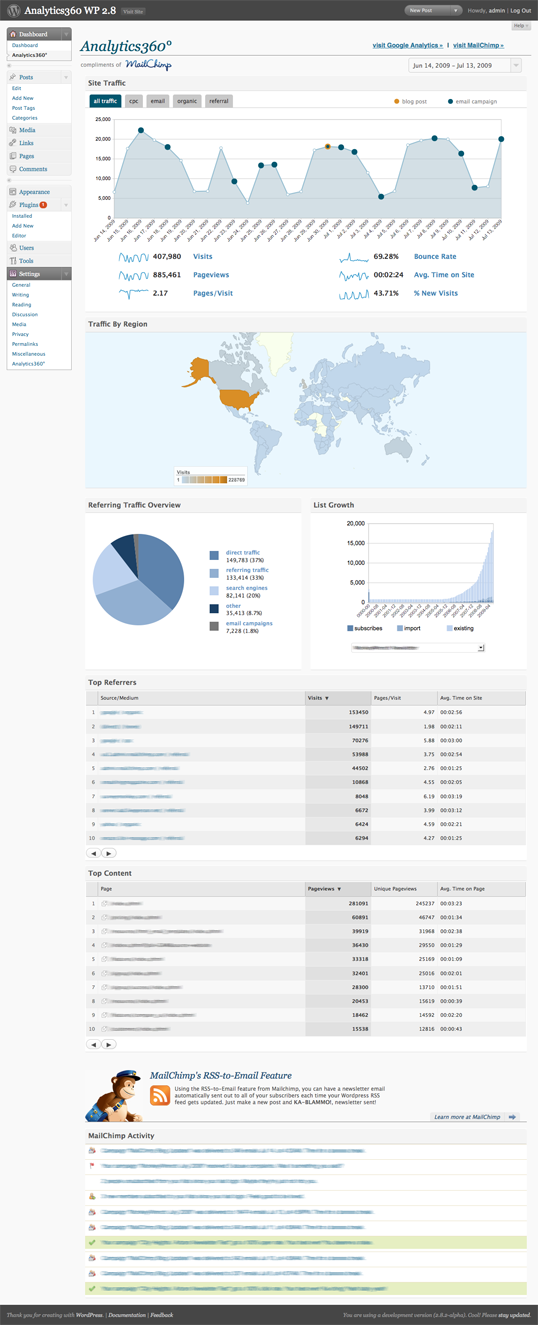 Analytics360 WP 2.8 Visit Site
New Post
Howdy, admin | Log Out
Help
Dashboard
Dashboard
Analytics360°
Posts
Edit
Add New
Post Tags
Categories
Media
Links
Pages
Comments
Appearance
Plugins 1
Installed
Add New
Editor
Users
Tools
Settings
General
Writing
Reading
Discussion
Media
Privacy
Permalinks
Miscellaneous
Analytics360°
Analytics360°
compliments of MailChimp
visit Google Analytics » | visit MailChimp »
Jun 14, 2009 – Jul 13, 2009
Site Traffic
all traffic cpc email organic referral
blog post email campaign
25,000
20,000
15,000
10,000
5,000
0
Jun 14, 2009 Jun 15, 2009 Jun 16, 2009 Jun 17, 2009 Jun 18, 2009 Jun 19, 2009 Jun 20, 2009 Jun 21, 2009 Jun 22, 2009 Jun 23, 2009 Jun 24, 2009 Jun 25, 2009 Jun 26, 2009 Jun 27, 2009 Jun 28, 2009 Jun 29, 2009 Jun 30, 2009 Jul 1, 2009 Jul 2, 2009 Jul 3, 2009 Jul 4, 2009 Jul 5, 2009 Jul 6, 2009 Jul 7, 2009 Jul 8, 2009 Jul 9, 2009 Jul 10, 2009 Jul 11, 2009 Jul 12, 2009 Jul 13, 2009
407,980 Visits
69.28% Bounce Rate
885,461 Pageviews
00:02:24 Avg. Time on Site
2.17 Pages/Visit
43.71% % New Visits
Traffic By Region
Visits
1 228769
Referring Traffic Overview
direct traffic
149,783 (37%)
referring traffic
133,414 (33%)
search engines
82,141 (20%)
other
35,413 (8.7%)
email campaigns
7,228 (1.8%)
List Growth
20,000
15,000
10,000
5,000
0
subscribes import existing
Top Referrers
Source/Medium Visits ▼ Pages/Visit Avg. Time on Site
1 153450 4.97 00:02:56
2 149711 1.98 00:02:11
3 70276 5.88 00:03:00
4 53988 3.75 00:02:54
5 44502 2.76 00:01:25
6 10868 4.55 00:02:05
7 8048 6.19 00:03:19
8 6672 3.99 00:03:12
9 6424 4.59 00:02:21
10 6294 4.27 00:01:25
Top Content
Page Pageviews ▼ Unique Pageviews Avg. Time on Page
1 281091 245237 00:03:23
2 60891 46747 00:01:34
3 39919 31968 00:02:38
4 36430 29550 00:01:29
5 33318 25169 00:01:09
6 32401 25016 00:02:01
7 28300 13710 00:01:51
8 20453 15619 00:00:39
9 18462 14592 00:02:20
10 15538 12816 00:00:43
MailChimp's RSS-to-Email Feature
Using the RSS-to-Email feature from Mailchimp, you can have a newsletter email
automatically sent out to all of your subscribers each time your Wordpress RSS
feed gets updated. Just make a new post and KA-BLAMMO!, newsletter sent!
Learn more at MailChimp
MailChimp Activity
Thank you for creating with WordPress. | Documentation | Feedback
You are using a development version (2.8.2-alpha). Cool! Please stay updated.